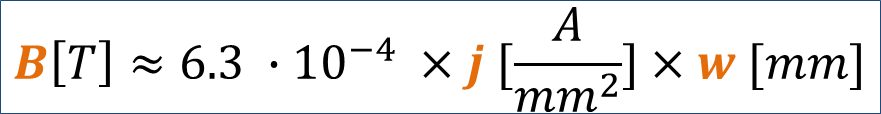 B[T] ≈ 6.3 · 10⁻⁴ × j [A/mm²] × w [mm]